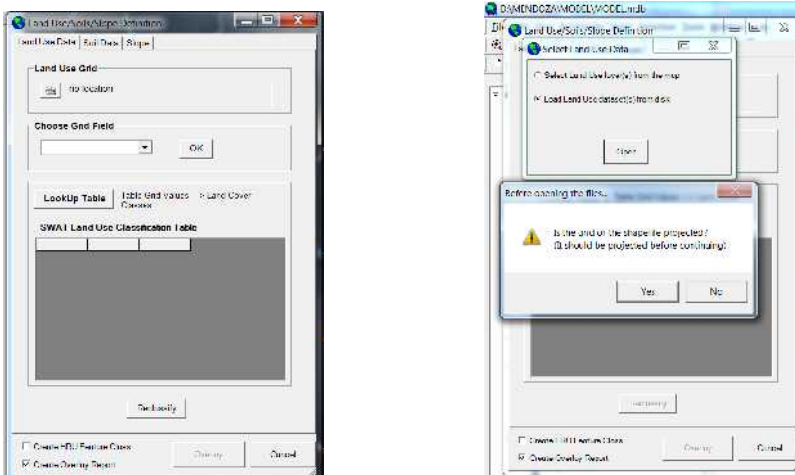 Land Use/Soils/Slope Definition
Land Use Data Soil Data Slope
Land Use Grid
no location
Choose Grid Field
OK
LookUp Table
Table Grid Values -> Land Cover
Classes
SWAT Land Use Classification Table
Reclassify
Create HRU Feature Class
Create Overlay Report
Overlay
Cancel
D:\MENDOZA\MODEL\MODEL.mdb
Land Use/Soils/Slope Definition
Select Land Use Data
Select Land Use layer(s) from the map
Load Land Use dataset(s) from disk
Open
Before opening the files..
Is the grid or the shapefile projected?
(It should be projected before continuing)
Yes
No
Reclassify
Create HRU Feature Class
Create Overlay Report
Overlay
Cancel